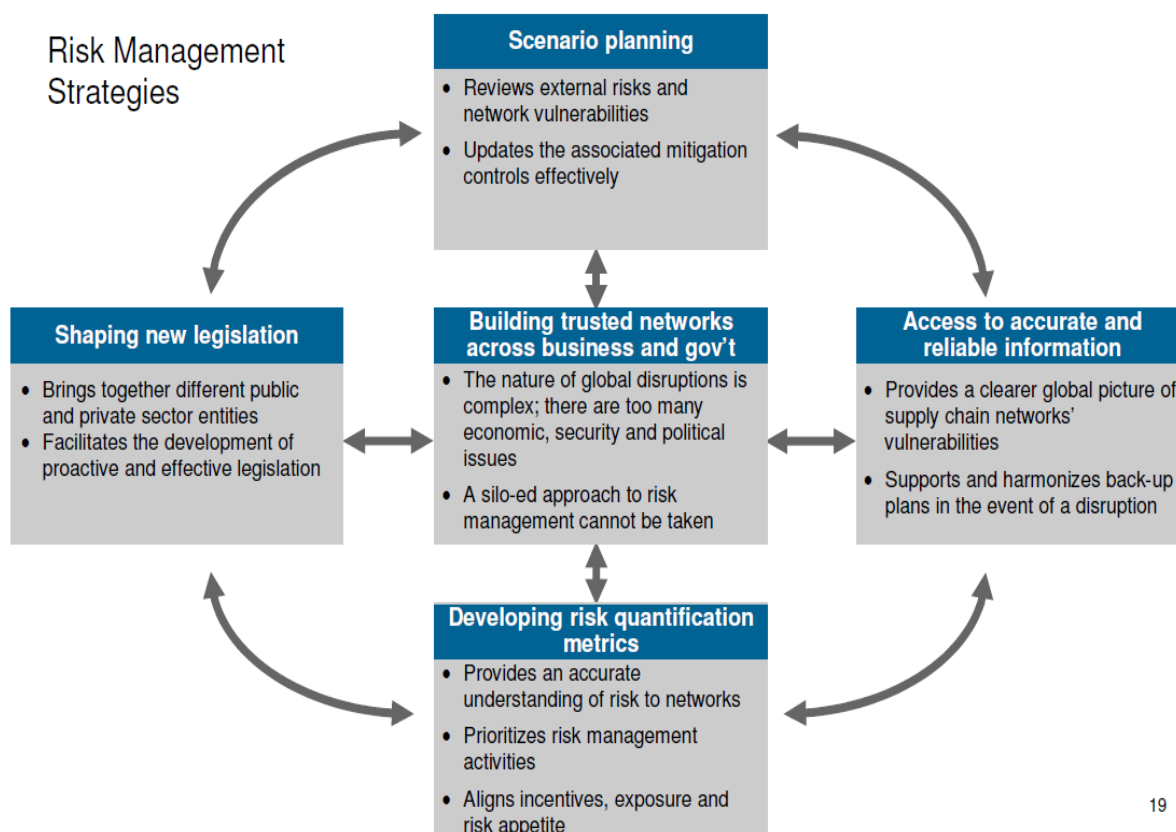 Risk Management
Strategies
Scenario planning
• Reviews external risks and
network vulnerabilities
• Updates the associated mitigation
controls effectively
Shaping new legislation
• Brings together different public
and private sector entities
• Facilitates the development of
proactive and effective legislation
Building trusted networks
across business and gov't
• The nature of global disruptions is
complex; there are too many
economic, security and political
issues
• A silo-ed approach to risk
management cannot be taken
Access to accurate and
reliable information
• Provides a clearer global picture of
supply chain networks'
vulnerabilities
• Supports and harmonizes back-up
plans in the event of a disruption
Developing risk quantification
metrics
• Provides an accurate
understanding of risk to networks
• Prioritizes risk management
activities
• Aligns incentives, exposure and
risk appetite
19